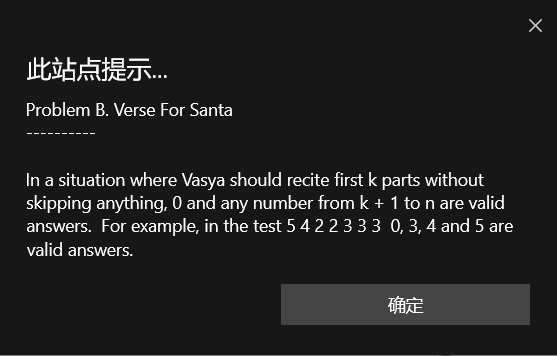 此站点提示...
Problem B. Verse For Santa
----------
In a situation where Vasya should recite first k parts without
skipping anything, 0 and any number from k + 1 to n are valid
answers.  For example, in the test 5 4 2 2 3 3 3  0, 3, 4 and 5 are
valid answers.
确定